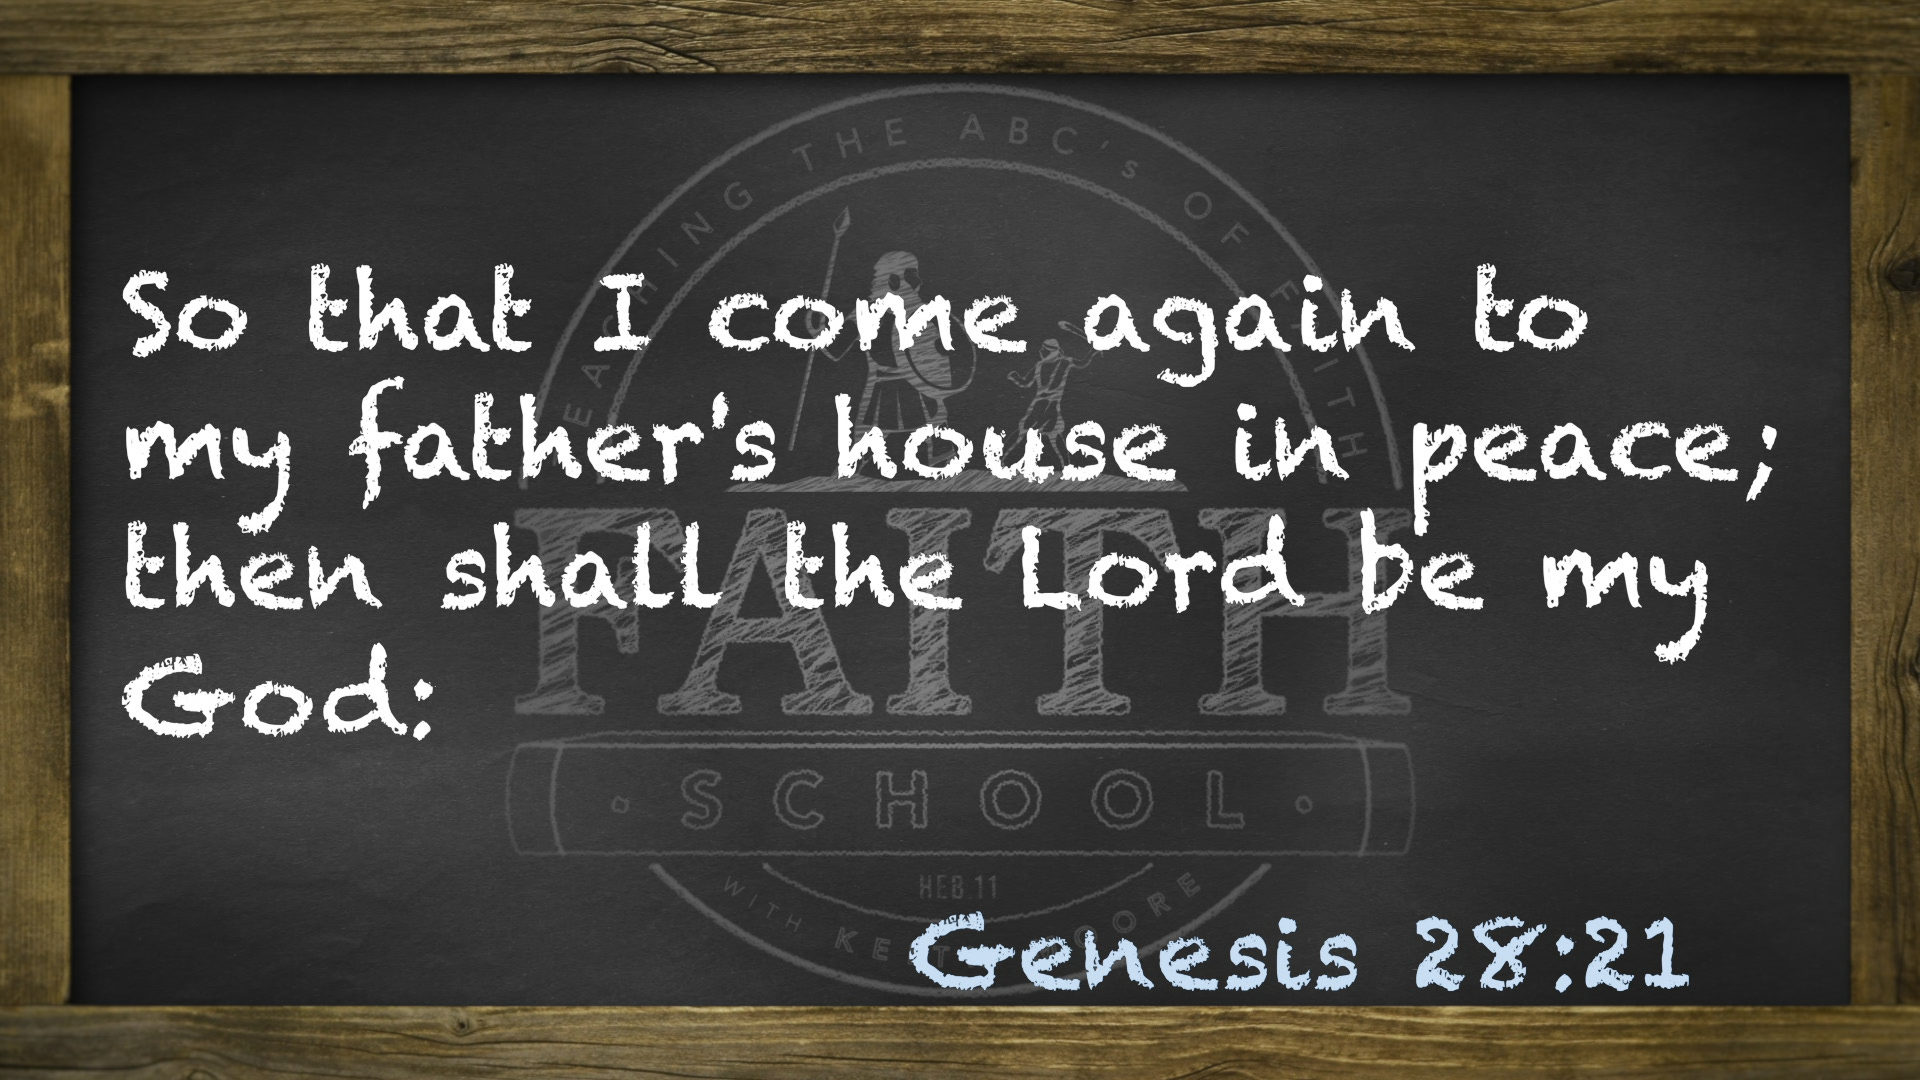 TEACHING THE ABC's OF FAITH
So that I come again to
my father's house in peace;
then shall the Lord be my
God:
FAITH
SCHOOL
HEB.11
WITH
Genesis 28:21